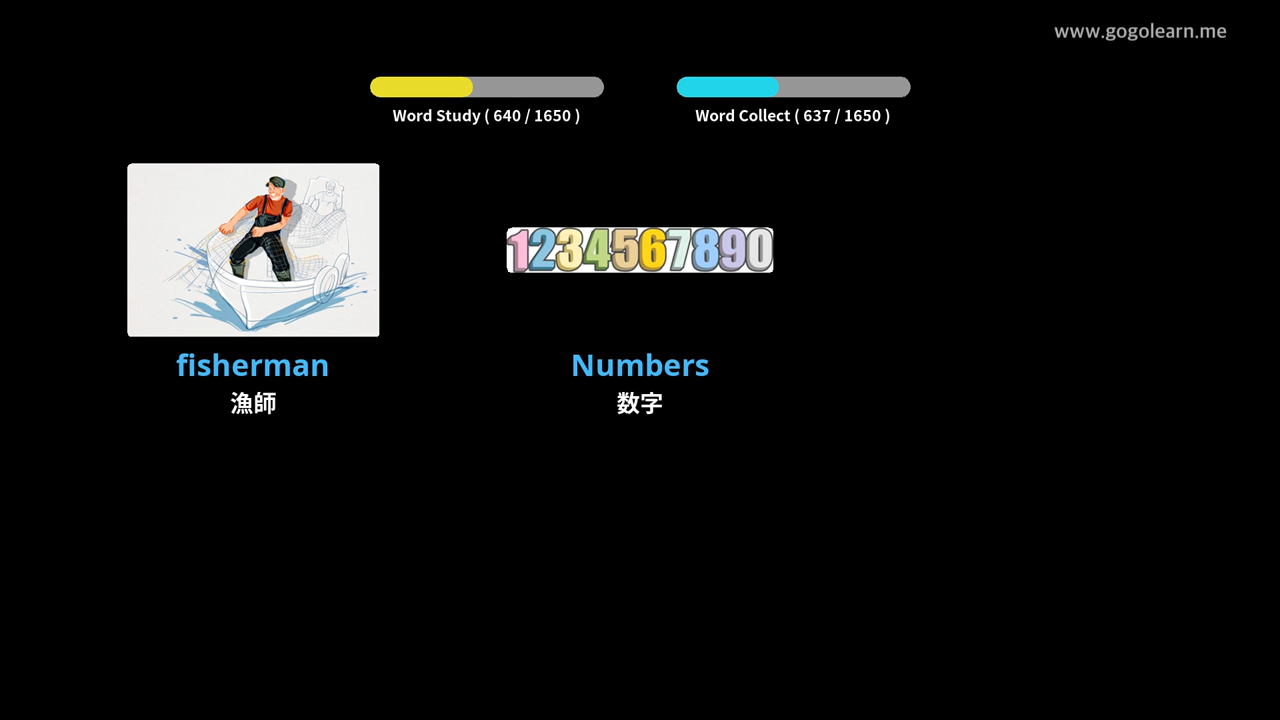 www.gogolearn.me
Word Study ( 640 / 1650 )
Word Collect ( 637 / 1650 )
1234567890
fisherman
Numbers
漁師
数字